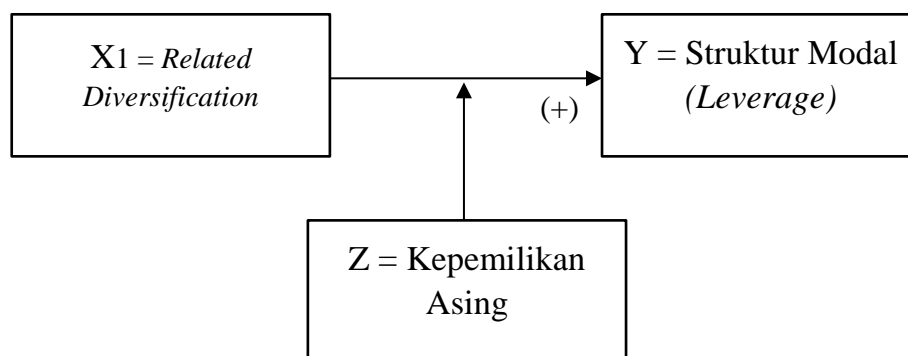 X1 = Related
Diversification
Y = Struktur Modal
(Leverage)
(+)
Z = Kepemilikan
Asing